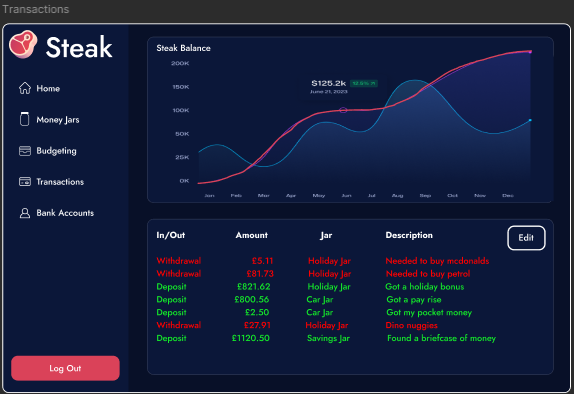 Transactions
Steak
Home
Money Jars
Budgeting
Transactions
Bank Accounts
Log Out
Steak Balance
200K
150K
100K
50K
25K
0K
$125.2k
June 21, 2023
Jan Feb Mar Apr May Jun Jul Aug Sep Oct Nov Dec
In/Out Amount Jar Description Edit
Withdrawal £5.11 Holiday Jar Needed to buy mcdonalds
Withdrawal £81.73 Holiday Jar Needed to buy petrol
Deposit £821.62 Holiday Jar Got a holiday bonus
Deposit £800.56 Car Jar Got a pay rise
Deposit £2.50 Car Jar Got my pocket money
Withdrawal £27.91 Holiday Jar Dino nuggies
Deposit £1120.50 Savings Jar Found a briefcase of money